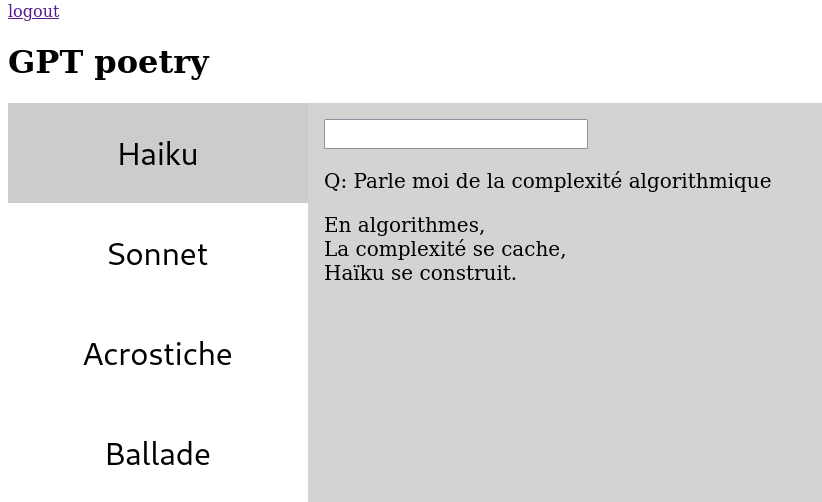 logout
GPT poetry
Haiku
Sonnet
Acrostiche
Ballade
Q: Parle moi de la complexité algorithmique
En algorithmes,
La complexité se cache,
Haïku se construit.